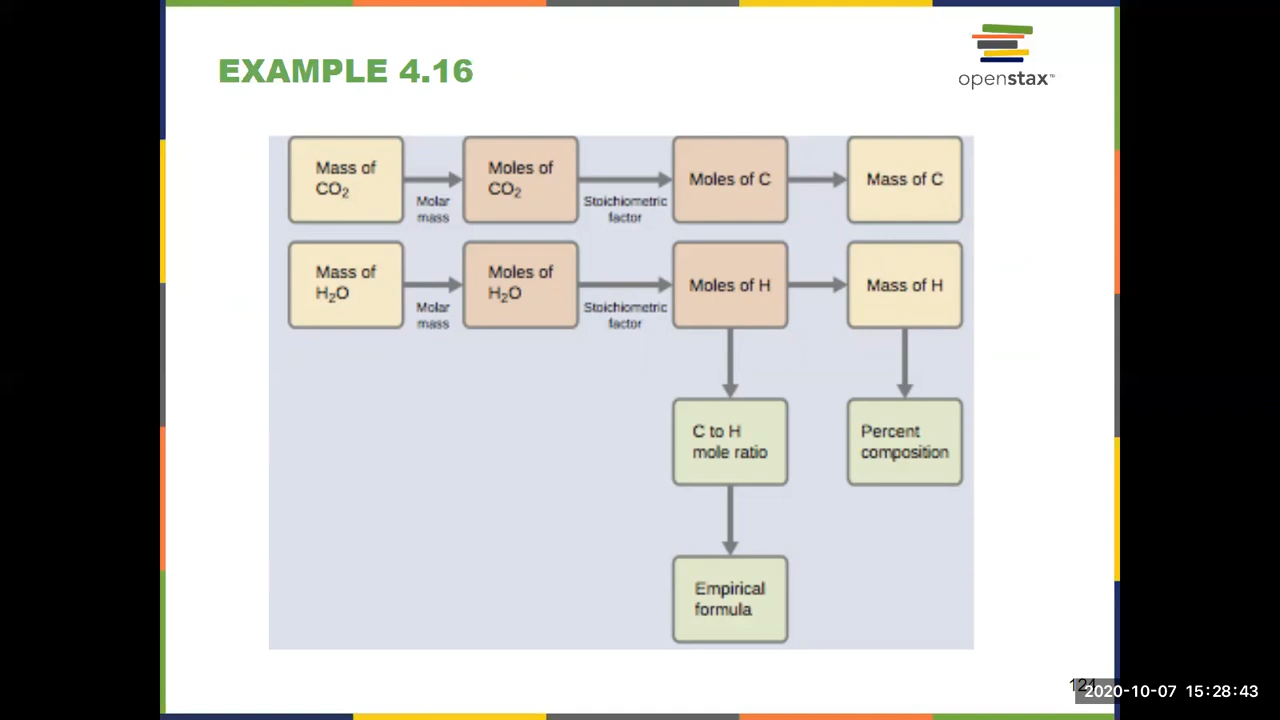 EXAMPLE 4.16
openstax™
Mass of
CO₂
Molar
mass
Moles of
CO₂
Stoichiometric
factor
Moles of C
Mass of C
Mass of
H₂O
Molar
mass
Moles of
H₂O
Stoichiometric
factor
Moles of H
Mass of H
C to H
mole ratio
Percent
composition
Empirical
formula
2020-10-07 15:28:43